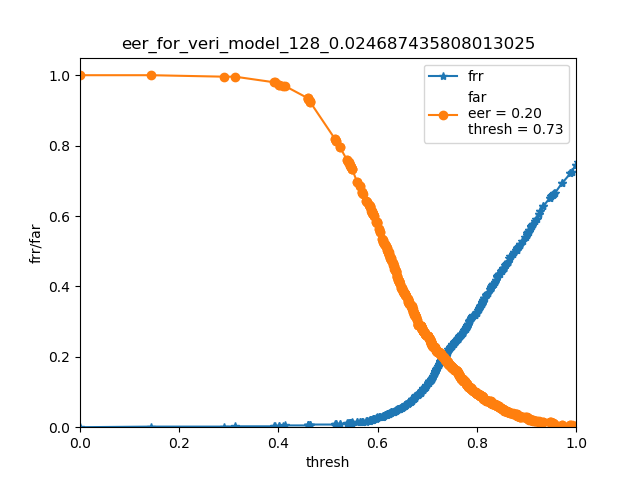 eer_for_veri_model_128_0.024687435808013025
frr
far
eer = 0.20
thresh = 0.73
frr/far
1.0
0.8
0.6
0.4
0.2
0.0
0.0 0.2 0.4 0.6 0.8 1.0
thresh